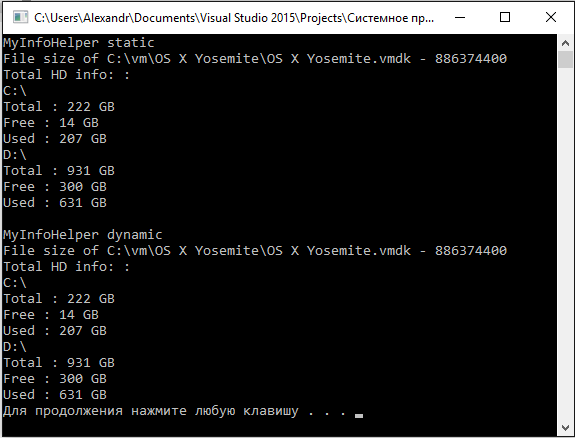 C:\Users\Alexandr\Documents\Visual Studio 2015\Projects\Системное пр...
MyInfoHelper static
File size of C:\vm\OS X Yosemite\OS X Yosemite.vmdk - 886374400
Total HD info: :
C:\
Total : 222 GB
Free : 14 GB
Used : 207 GB
D:\
Total : 931 GB
Free : 300 GB
Used : 631 GB
MyInfoHelper dynamic
File size of C:\vm\OS X Yosemite\OS X Yosemite.vmdk - 886374400
Total HD info: :
C:\
Total : 222 GB
Free : 14 GB
Used : 207 GB
D:\
Total : 931 GB
Free : 300 GB
Used : 631 GB
Для продолжения нажмите любую клавишу . . .